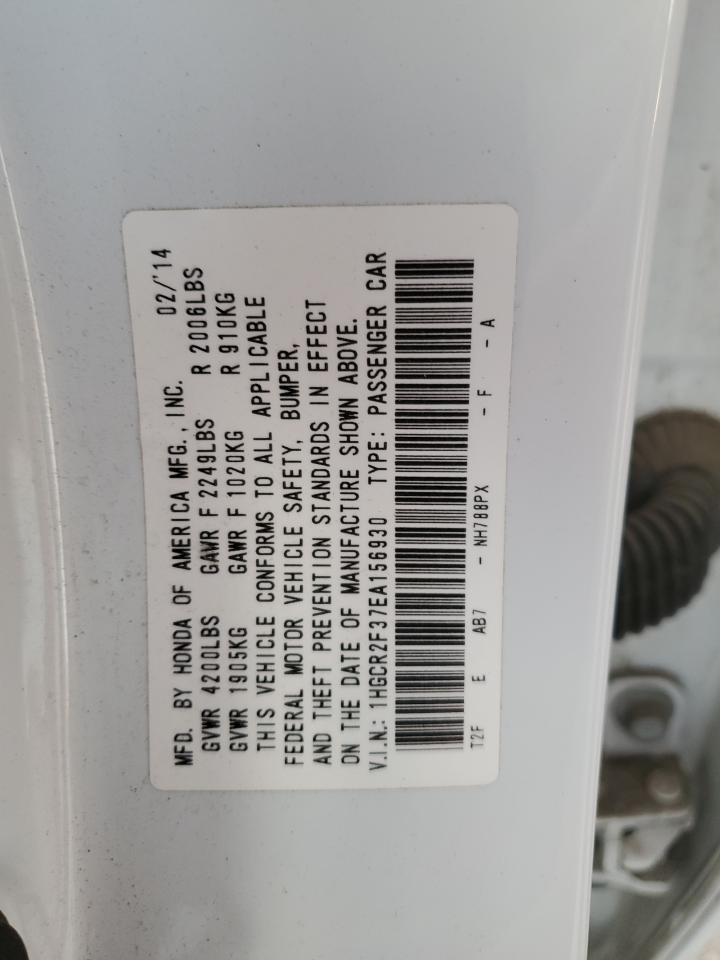 MFD. BY HONDA OF AMERICA MFG., INC. 02/'14
GVWR 4200LBS GAWR F 2249LBS R 2006LBS
GVWR 1905KG GAWR F 1020KG R 910KG
THIS VEHICLE CONFORMS TO ALL APPLICABLE
FEDERAL MOTOR VEHICLE SAFETY, BUMPER,
AND THEFT PREVENTION STANDARDS IN EFFECT
ON THE DATE OF MANUFACTURE SHOWN ABOVE.
V.I.N.: 1HGCR2F37EA156930 TYPE: PASSENGER CAR
T2F E AB7 - NH788PX - F - A